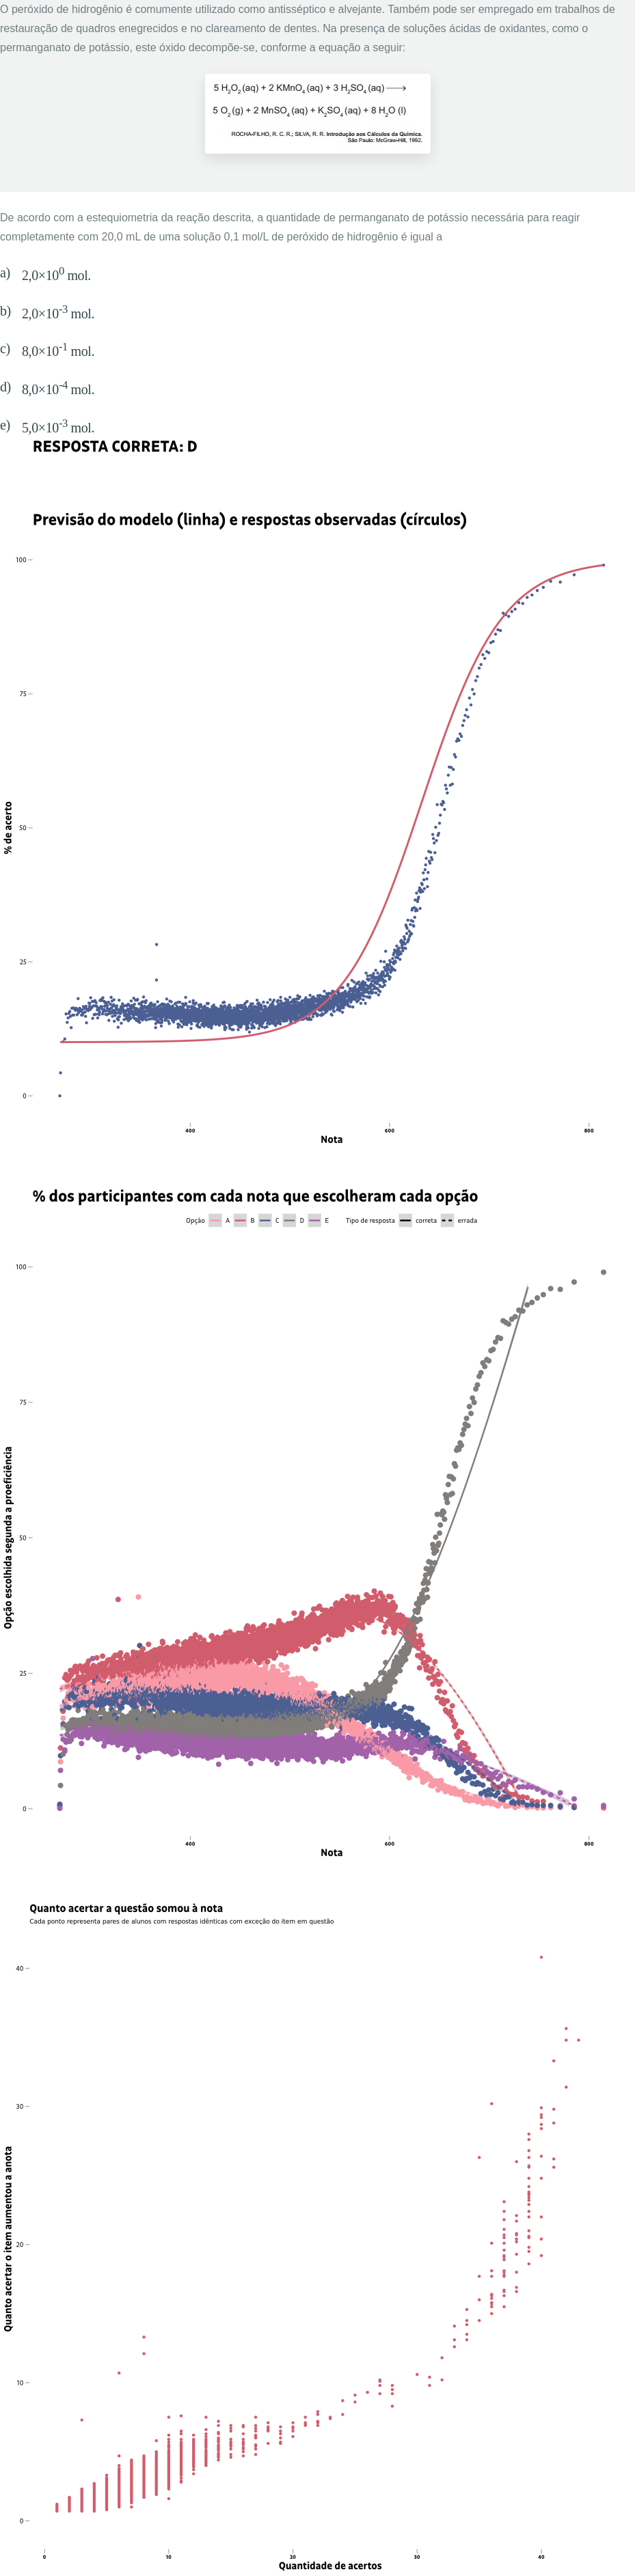 O peróxido de hidrogênio é comumente utilizado como antisséptico e alvejante. Também pode ser empregado em trabalhos de
restauração de quadros enegrecidos e no clareamento de dentes. Na presença de soluções ácidas de oxidantes, como o
permanganato de potássio, este óxido decompõe-se, conforme a equação a seguir:
5 H2O2 (aq) + 2 KMnO4 (aq) + 3 H2SO4 (aq) ⟶
5 O2 (g) + 2 MnSO4 (aq) + K2SO4 (aq) + 8 H2O (l)
ROCHA-FILHO, R. C. R.; SILVA, R. R. Introdução aos Cálculos da Química.
São Paulo: McGraw-Hill, 1992.
De acordo com a estequiometria da reação descrita, a quantidade de permanganato de potássio necessária para reagir
completamente com 20,0 mL de uma solução 0,1 mol/L de peróxido de hidrogênio é igual a
a) 2,0×10^0 mol.
b) 2,0×10^-3 mol.
c) 8,0×10^-1 mol.
d) 8,0×10^-4 mol.
e) 5,0×10^-3 mol.
RESPOSTA CORRETA: D
Previsão do modelo (linha) e respostas observadas (círculos)
100
75
% de acerto
50
25
0
400 600 800
Nota
% dos participantes com cada nota que escolheram cada opção
Opção A B C D E Tipo de resposta correta errada
100
75
Opção escolhida segunda a proeficiência
50
25
0
400 600 800
Nota
Quanto acertar a questão somou à nota
Cada ponto representa pares de alunos com respostas idênticas com exceção do item em questão
40
30
Quanto acertar o item aumentou a anota
20
10
0
0 10 20 30 40
Quantidade de acertos